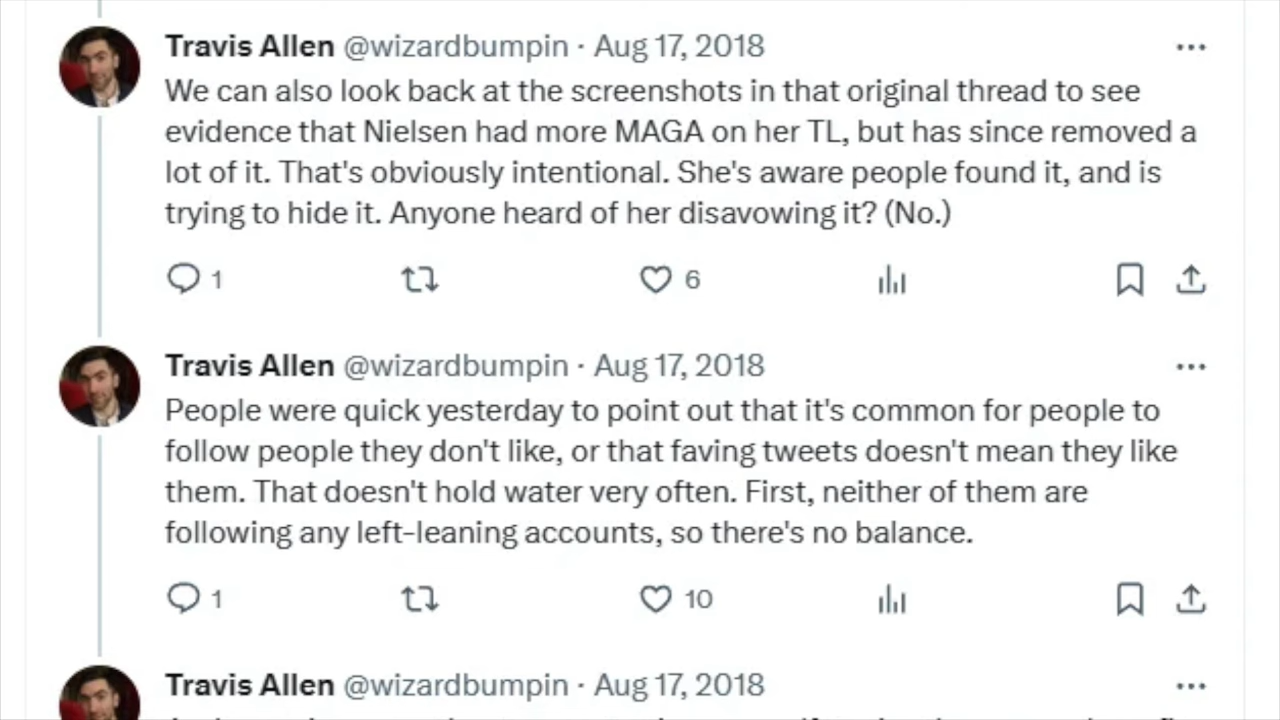 Travis Allen @wizardbumpin · Aug 17, 2018
We can also look back at the screenshots in that original thread to see
evidence that Nielsen had more MAGA on her TL, but has since removed a
lot of it. That's obviously intentional. She's aware people found it, and is
trying to hide it. Anyone heard of her disavowing it? (No.)
1 6
Travis Allen @wizardbumpin · Aug 17, 2018
People were quick yesterday to point out that it's common for people to
follow people they don't like, or that faving tweets doesn't mean they like
them. That doesn't hold water very often. First, neither of them are
following any left-leaning accounts, so there's no balance.
1 10
Travis Allen @wizardbumpin · Aug 17, 2018